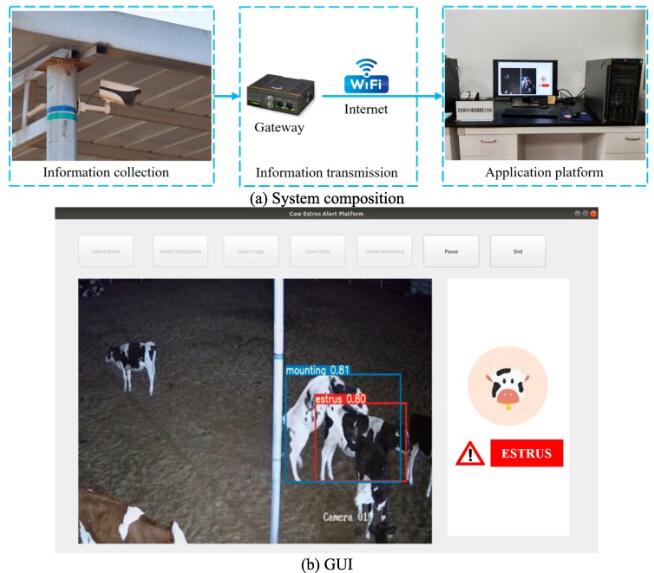 WiFi
Gateway
Internet
Information collection
Information transmission
Application platform
(a) System composition
Cow Estrus Alert Platform
Select Model
Model Initialization
Open Image
Open Video
Online Monitoring
Pause
End
mounting 0.81
estrus 0.80
ESTRUS
Camera 01
(b) GUI